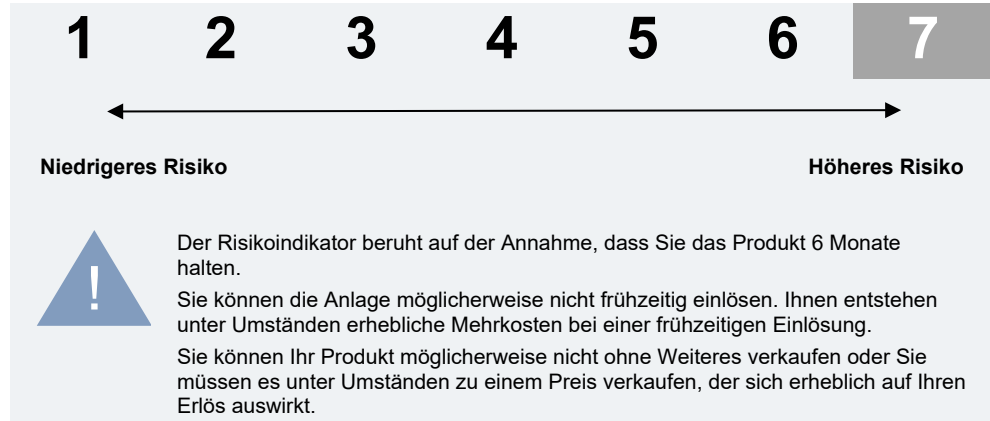 1 2 3 4 5 6 7
Niedrigeres Risiko Höheres Risiko
Der Risikoindikator beruht auf der Annahme, dass Sie das Produkt 6 Monate
halten.
!
Sie können die Anlage möglicherweise nicht frühzeitig einlösen. Ihnen entstehen
unter Umständen erhebliche Mehrkosten bei einer frühzeitigen Einlösung.
Sie können Ihr Produkt möglicherweise nicht ohne Weiteres verkaufen oder Sie
müssen es unter Umständen zu einem Preis verkaufen, der sich erheblich auf Ihren
Erlös auswirkt.